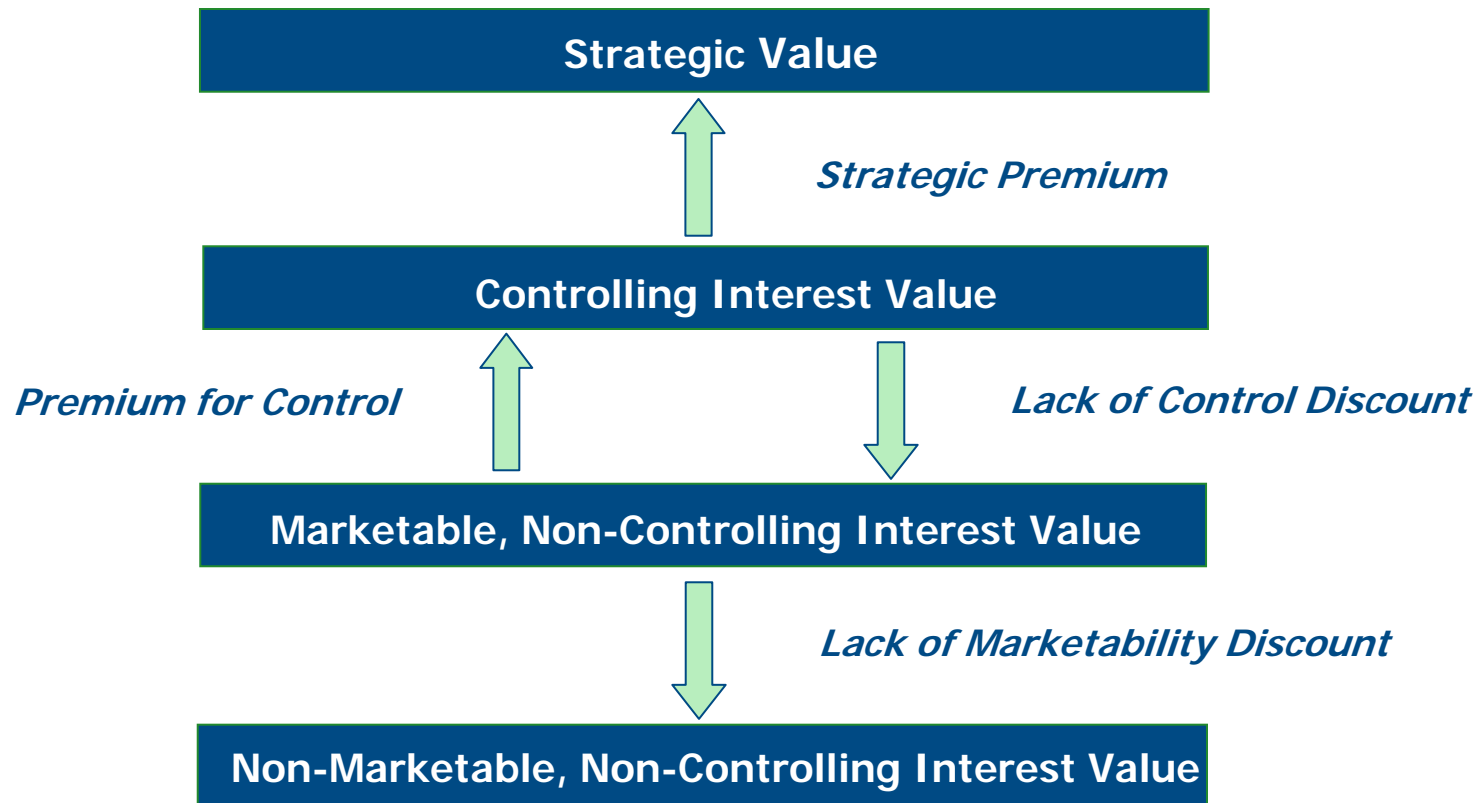 Strategic Value
Strategic Premium
Controlling Interest Value
Premium for Control
Lack of Control Discount
Marketable, Non-Controlling Interest Value
Lack of Marketability Discount
Non-Marketable, Non-Controlling Interest Value